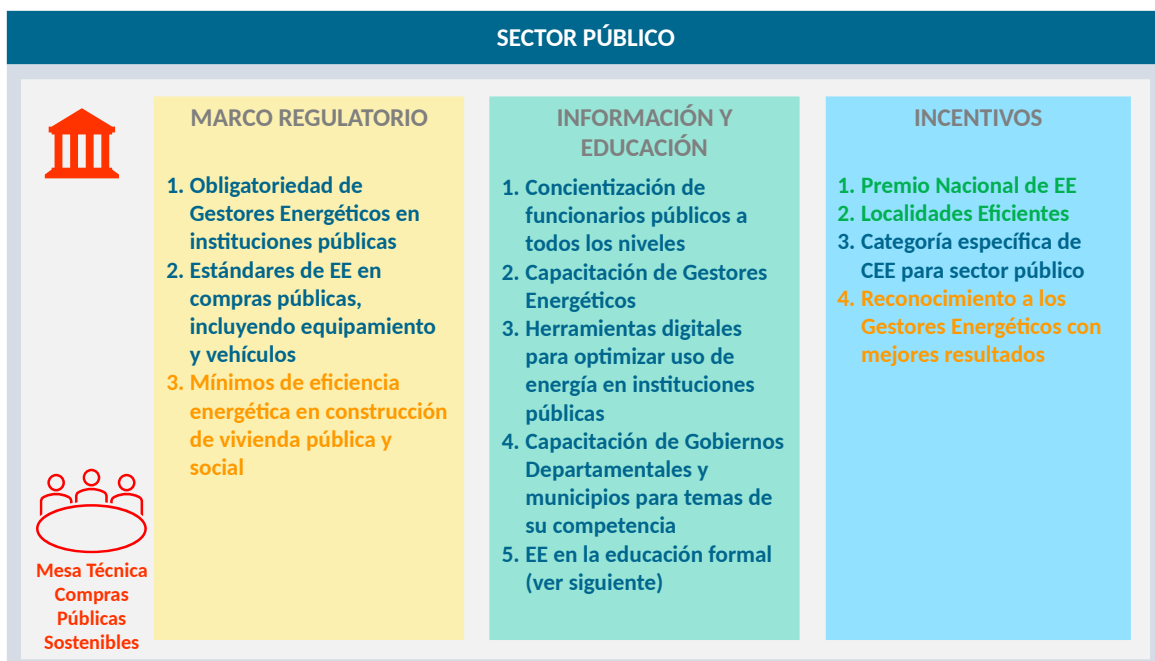 SECTOR PÚBLICO
MARCO REGULATORIO
1. Obligatoriedad de
Gestores Energéticos en
instituciones públicas
2. Estándares de EE en
compras públicas,
incluyendo equipamiento
y vehículos
3. Mínimos de eficiencia
energética en construcción
de vivienda pública y
social
INFORMACIÓN Y
EDUCACIÓN
1. Concientización de
funcionarios públicos a
todos los niveles
2. Capacitación de Gestores
Energéticos
3. Herramientas digitales
para optimizar uso de
energía en instituciones
públicas
4. Capacitación de Gobiernos
Departamentales y
municipios para temas de
su competencia
5. EE en la educación formal
(ver siguiente)
INCENTIVOS
1. Premio Nacional de EE
2. Localidades Eficientes
3. Categoría específica de
CEE para sector público
4. Reconocimiento a los
Gestores Energéticos con
mejores resultados
Mesa Técnica
Compras
Públicas
Sostenibles